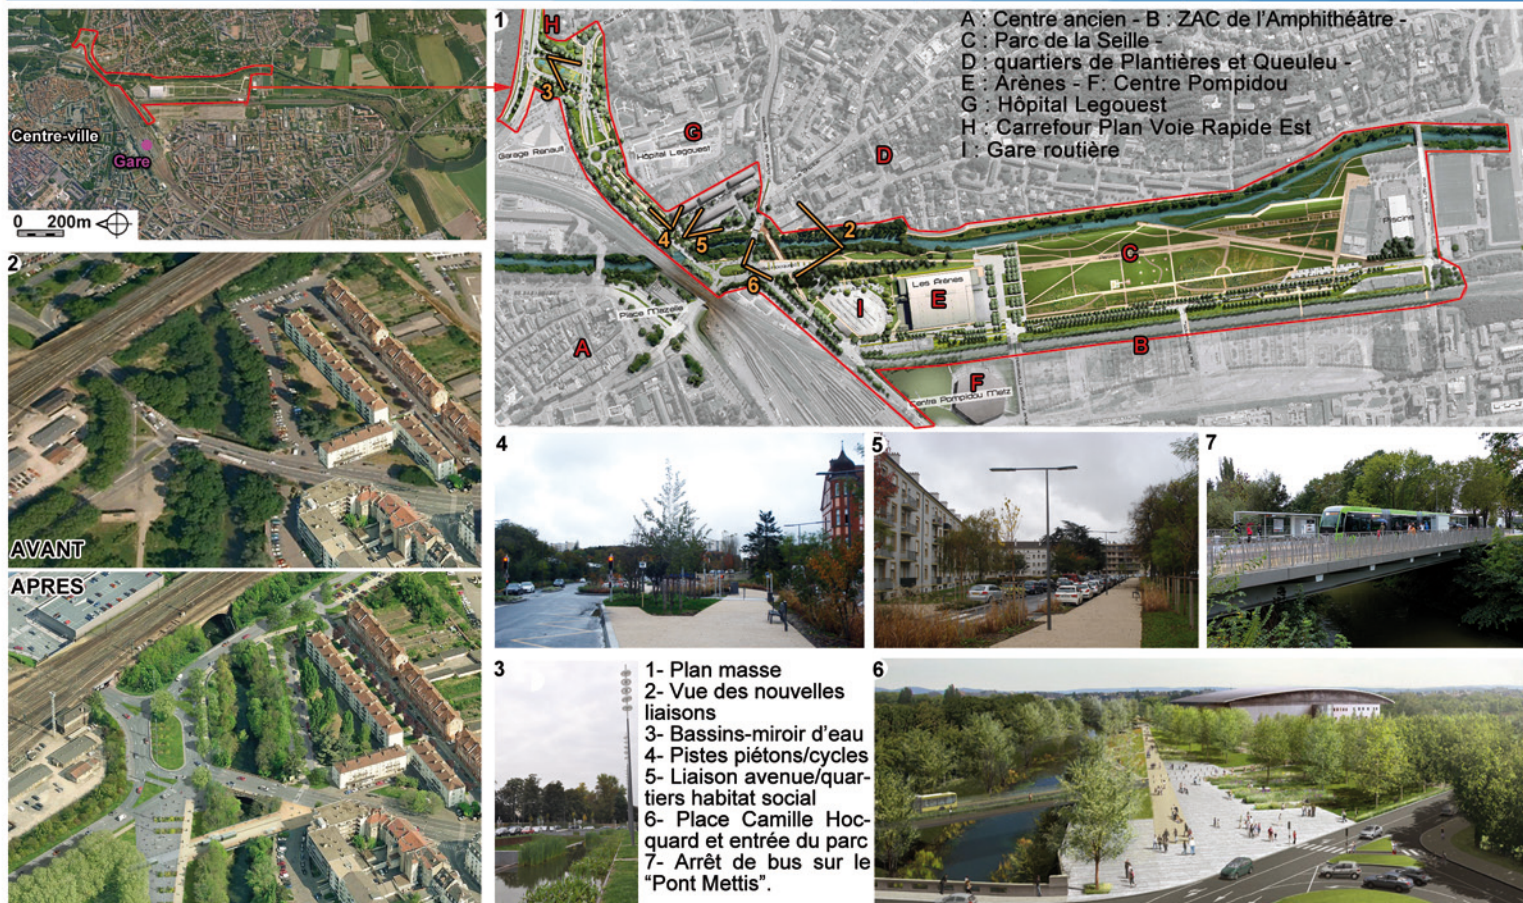 Centre-ville
Gare
0 200m
1
H
3
Garage Renault
G
Hôpital Legouest
D
A : Centre ancien - B : ZAC de l'Amphithéâtre -
C : Parc de la Seille -
D : quartiers de Plantières et Queuleu -
E : Arènes - F: Centre Pompidou
G : Hôpital Legouest
H : Carrefour Plan Voie Rapide Est
I : Gare routière
4
5
2
6
C
Piscine
Les Arènes
E
I
Place Mazelle
A
B
F
Centre Pompidou Metz
2
AVANT
APRES
4
5
7
3
1- Plan masse
2- Vue des nouvelles
liaisons
3- Bassins-miroir d'eau
4- Pistes piétons/cycles
5- Liaison avenue/quar-
tiers habitat social
6- Place Camille Hoc-
quard et entrée du parc
7- Arrêt de bus sur le
"Pont Mettis".
6